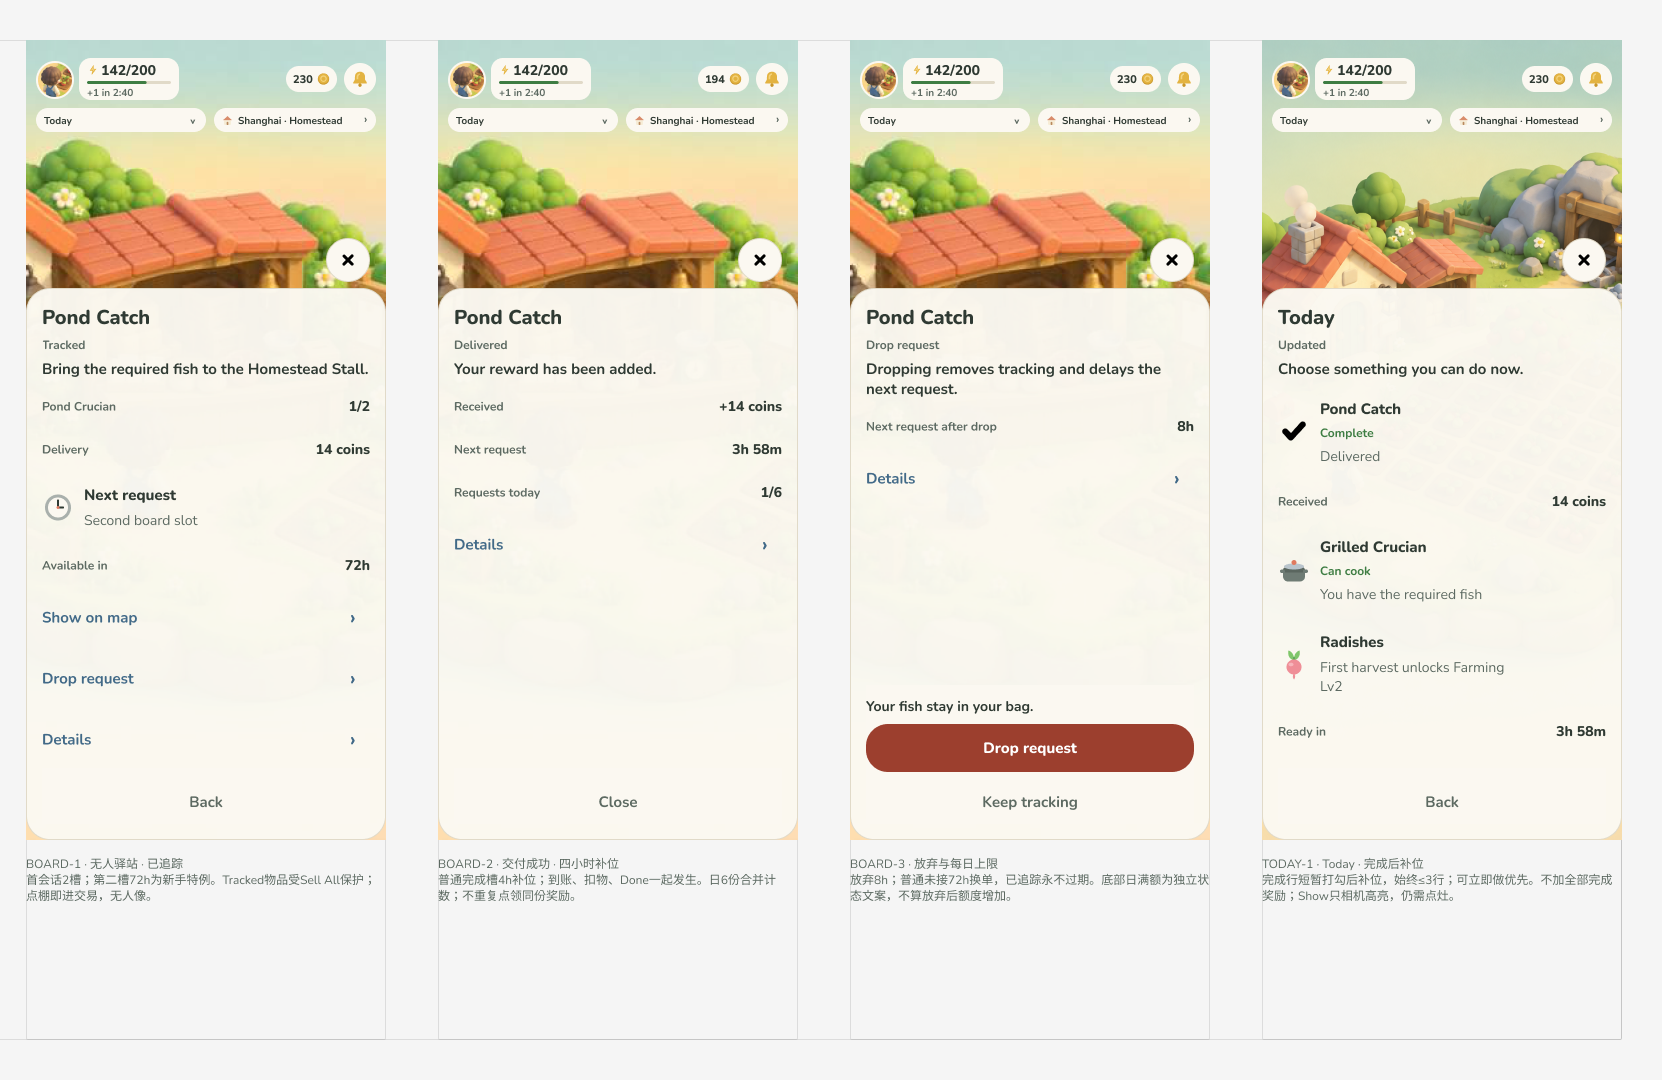 142/200
+1 in 2:40
230
Today
Shanghai · Homestead
Pond Catch
Tracked
Bring the required fish to the Homestead Stall.
Pond Crucian 1/2
Delivery 14 coins
Next request
Second board slot
Available in 72h
Show on map
Drop request
Details
Back
BOARD-1 · 无人驿站 · 已追踪
首会话2槽；第二槽72h为新手特例。Tracked物品受Sell All保护；
点棚即进交易，无人像。
142/200
+1 in 2:40
194
Today
Shanghai · Homestead
Pond Catch
Delivered
Your reward has been added.
Received +14 coins
Next request 3h 58m
Requests today 1/6
Details
Close
BOARD-2 · 交付成功 · 四小时补位
普通完成槽4h补位；到账、扣物、Done一起发生。日6份合并计
数；不重复点领同份奖励。
142/200
+1 in 2:40
230
Today
Shanghai · Homestead
Pond Catch
Drop request
Dropping removes tracking and delays the
next request.
Next request after drop 8h
Details
Your fish stay in your bag.
Drop request
Keep tracking
BOARD-3 · 放弃与每日上限
放弃8h；普通未接72h换单，已追踪永不过期。底部日满额为独立状
态文案，不算放弃后额度增加。
142/200
+1 in 2:40
230
Today
Shanghai · Homestead
Today
Updated
Choose something you can do now.
Pond Catch
Complete
Delivered
Received 14 coins
Grilled Crucian
Can cook
You have the required fish
Radishes
First harvest unlocks Farming
Lv2
Ready in 3h 58m
Back
TODAY-1 · Today · 完成后补位
完成行短暂打勾后补位，始终≤3行；可立即做优先。不加全部完成
奖励；Show只相机高亮，仍需点灶。